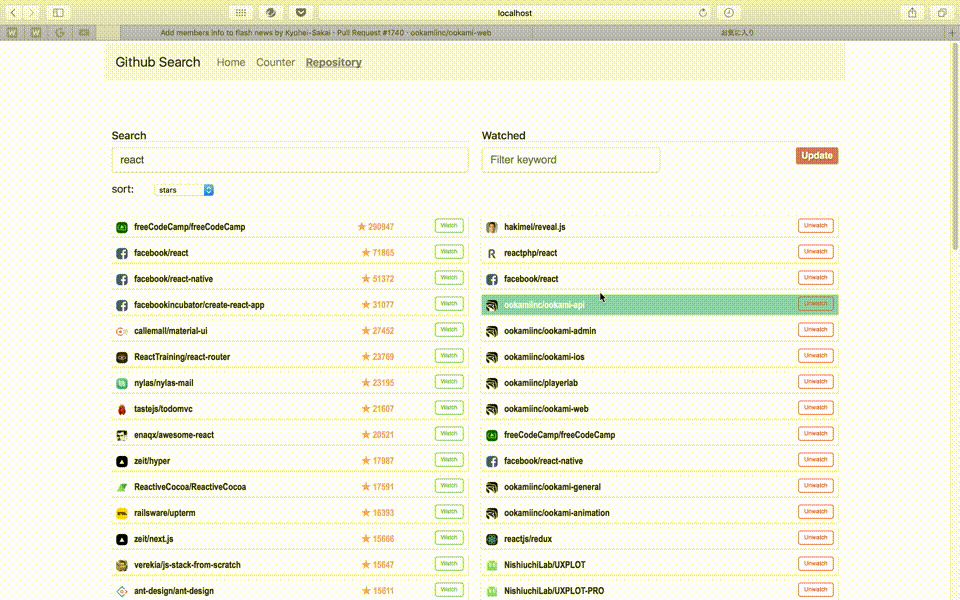 localhost
Add members info to flash news by Kyohei-Sakai · Pull Request #1740 · ookamiinc/ookami-web
お気に入り
Github Search Home Counter Repository
Search
react
sort: stars
freeCodeCamp/freeCodeCamp ★ 290847 Watch
facebook/react ★ 71865 Watch
facebook/react-native ★ 51372 Watch
facebookincubator/create-react-app ★ 31077 Watch
callemall/material-ui ★ 27452 Watch
ReactTraining/react-router ★ 23769 Watch
nylas/nylas-mail ★ 23195 Watch
tastejs/todomvc ★ 21607 Watch
enaqx/awesome-react ★ 20521 Watch
zeit/hyper ★ 17987 Watch
ReactiveCocoa/ReactiveCocoa ★ 17591 Watch
railsware/upterm ★ 16393 Watch
zeit/next.js ★ 15666 Watch
verekia/js-stack-from-scratch ★ 15647 Watch
ant-design/ant-design ★ 15611 Watch
Watched
Filter keyword Update
hakimel/reveal.js Unwatch
reactphp/react Unwatch
facebook/react Unwatch
ookamiinc/ookami-api Unwatch
ookamiinc/ookami-admin Unwatch
ookamiinc/ookami-ios Unwatch
ookamiinc/playerlab Unwatch
ookamiinc/ookami-web Unwatch
freeCodeCamp/freeCodeCamp Unwatch
facebook/react-native Unwatch
ookamiinc/ookami-general Unwatch
ookamiinc/ookami-animation Unwatch
reactjs/redux Unwatch
NishiuchiLab/UXPLOT Unwatch
NishiuchiLab/UXPLOT-PRO Unwatch